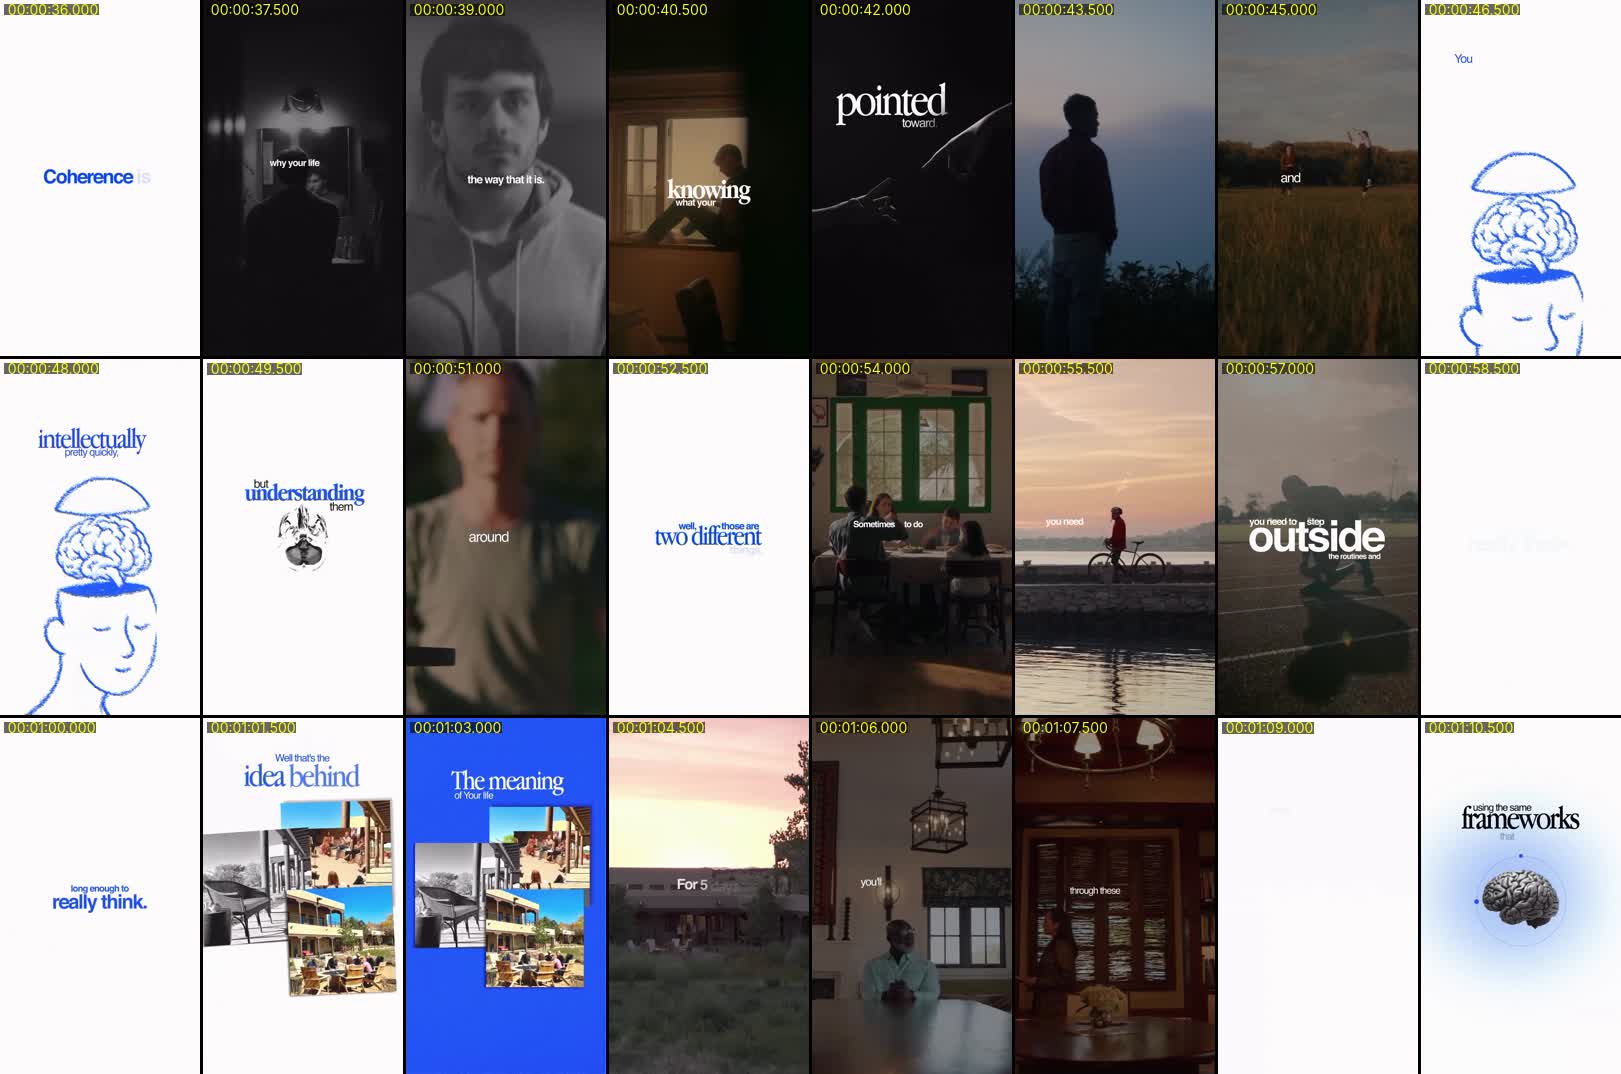 00:00:36.000
Coherence is
00:00:37.500
why your life
00:00:39.000
the way that it is.
00:00:40.500
knowing
what your
00:00:42.000
pointed
toward.
00:00:43.500
00:00:45.000
and
00:00:46.500
You
00:00:48.000
intellectually
pretty quickly,
00:00:49.500
but
understanding
them
00:00:51.000
around
00:00:52.500
well, those are
two different
things.
00:00:54.000
Sometimes to do
00:00:55.500
you need
00:00:57.000
you need to step
outside
the routines and
00:00:58.500
00:01:00.000
long enough to
really think.
00:01:01.500
Well that's the
idea behind
00:01:03.000
The meaning
of Your life
00:01:04.500
For 5
00:01:06.000
you'll
00:01:07.500
through these
00:01:09.000
00:01:10.500
using the same
frameworks
that